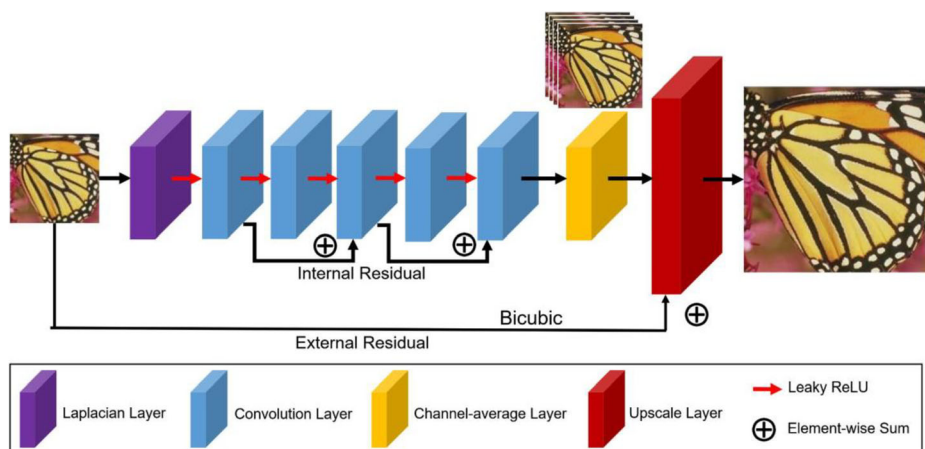 Internal Residual
Bicubic
External Residual
Laplacian Layer
Convolution Layer
Channel-average Layer
Upscale Layer
Leaky ReLU
Element-wise Sum